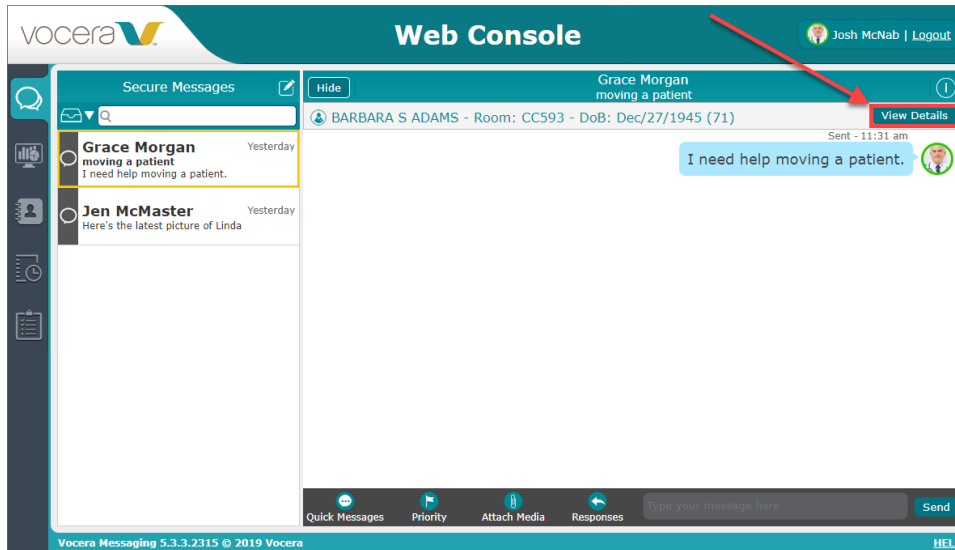 vocera
Web Console
Josh McNab | Logout
Secure Messages
Hide
Grace Morgan
moving a patient
BARBARA S ADAMS - Room: CC593 - DoB: Dec/27/1945 (71)
View Details
Grace Morgan
Yesterday
moving a patient
I need help moving a patient.
Jen McMaster
Yesterday
Here's the latest picture of Linda
Sent - 11:31 am
I need help moving a patient.
Quick Messages
Priority
Attach Media
Responses
Type your message here
Send
Vocera Messaging 5.3.3.2315 © 2019 Vocera
HEL